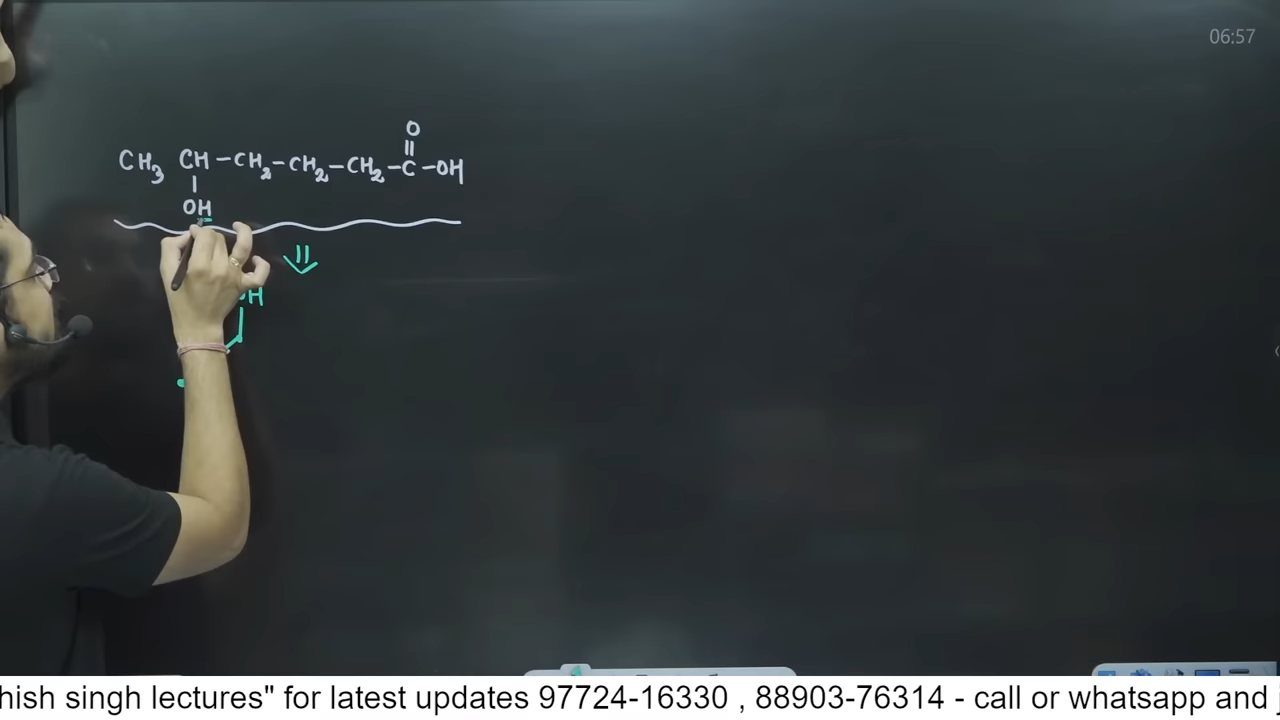 06:57
O
||
CH3 CH-CH2-CH2-CH2-C-OH
|
OH
H
hish singh lectures" for latest updates 97724-16330 , 88903-76314 - call or whatsapp and j